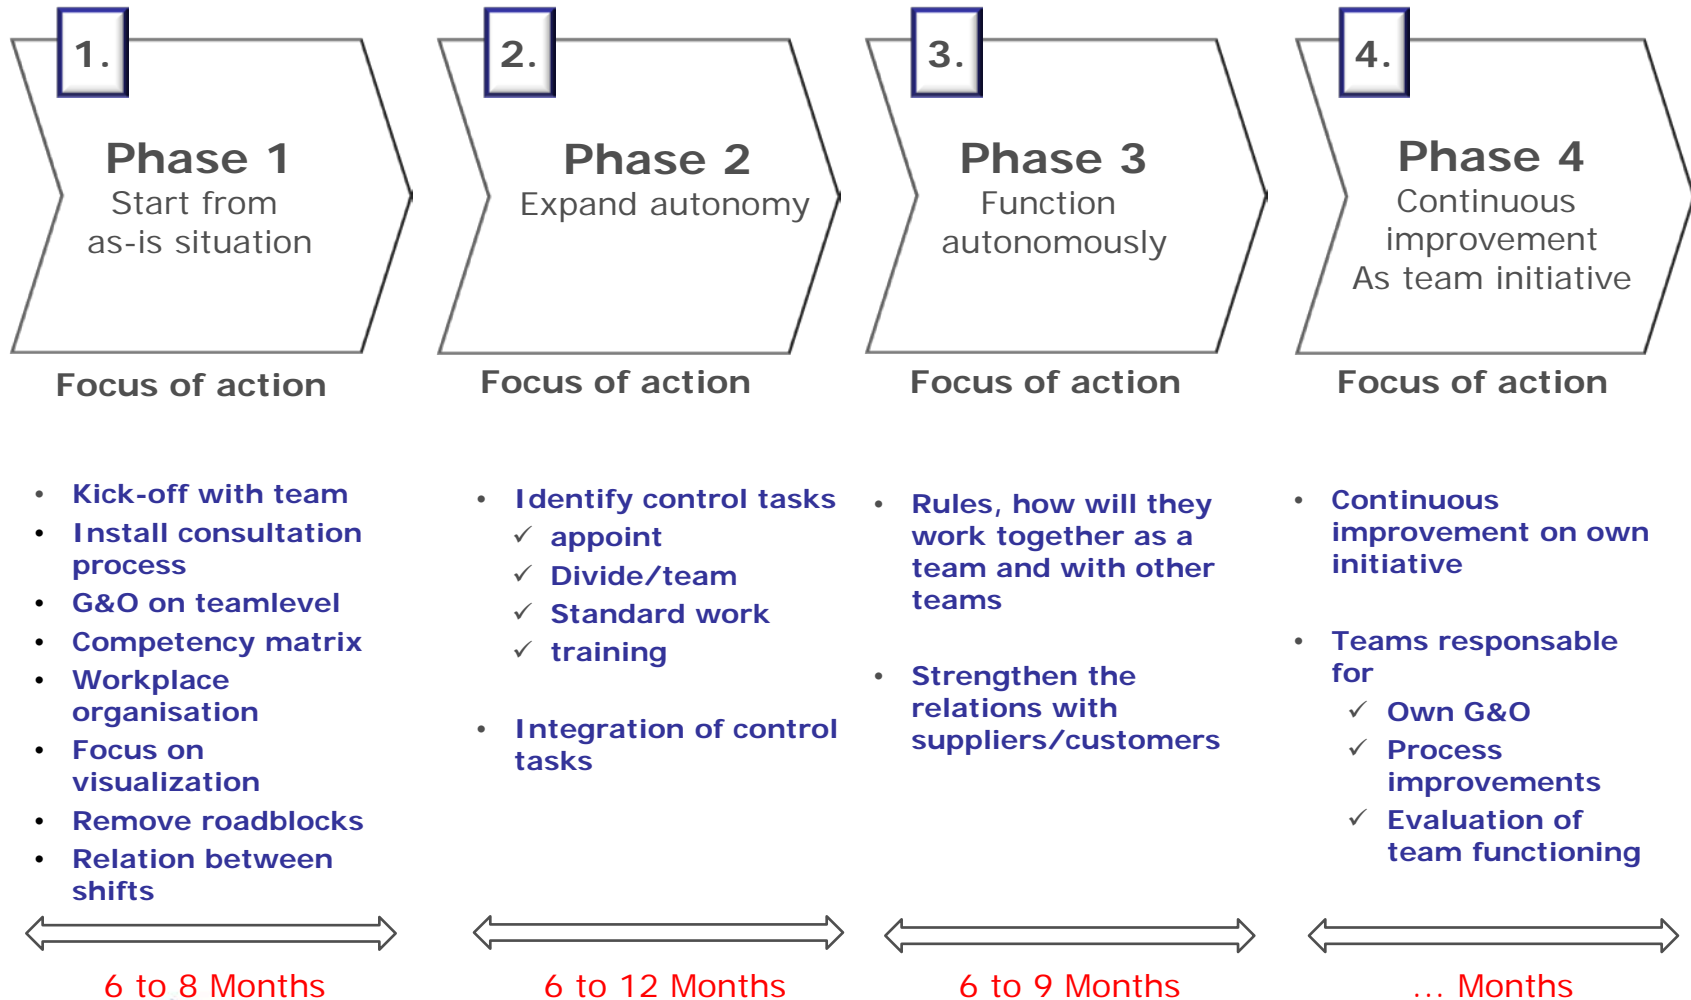 1.
Phase 1
Start from
as-is situation
Focus of action
• Kick-off with team
• Install consultation
process
• G&O on teamlevel
• Competency matrix
• Workplace
organisation
• Focus on
visualization
• Remove roadblocks
• Relation between
shifts
6 to 8 Months
2.
Phase 2
Expand autonomy
Focus of action
• Identify control tasks
✓ appoint
✓ Divide/team
✓ Standard work
✓ training
• Integration of control
tasks
6 to 12 Months
3.
Phase 3
Function
autonomously
Focus of action
• Rules, how will they
work together as a
team and with other
teams
• Strengthen the
relations with
suppliers/customers
6 to 9 Months
4.
Phase 4
Continuous
improvement
As team initiative
Focus of action
• Continuous
improvement on own
initiative
• Teams responsable
for
✓ Own G&O
✓ Process
improvements
✓ Evaluation of
team functioning
... Months